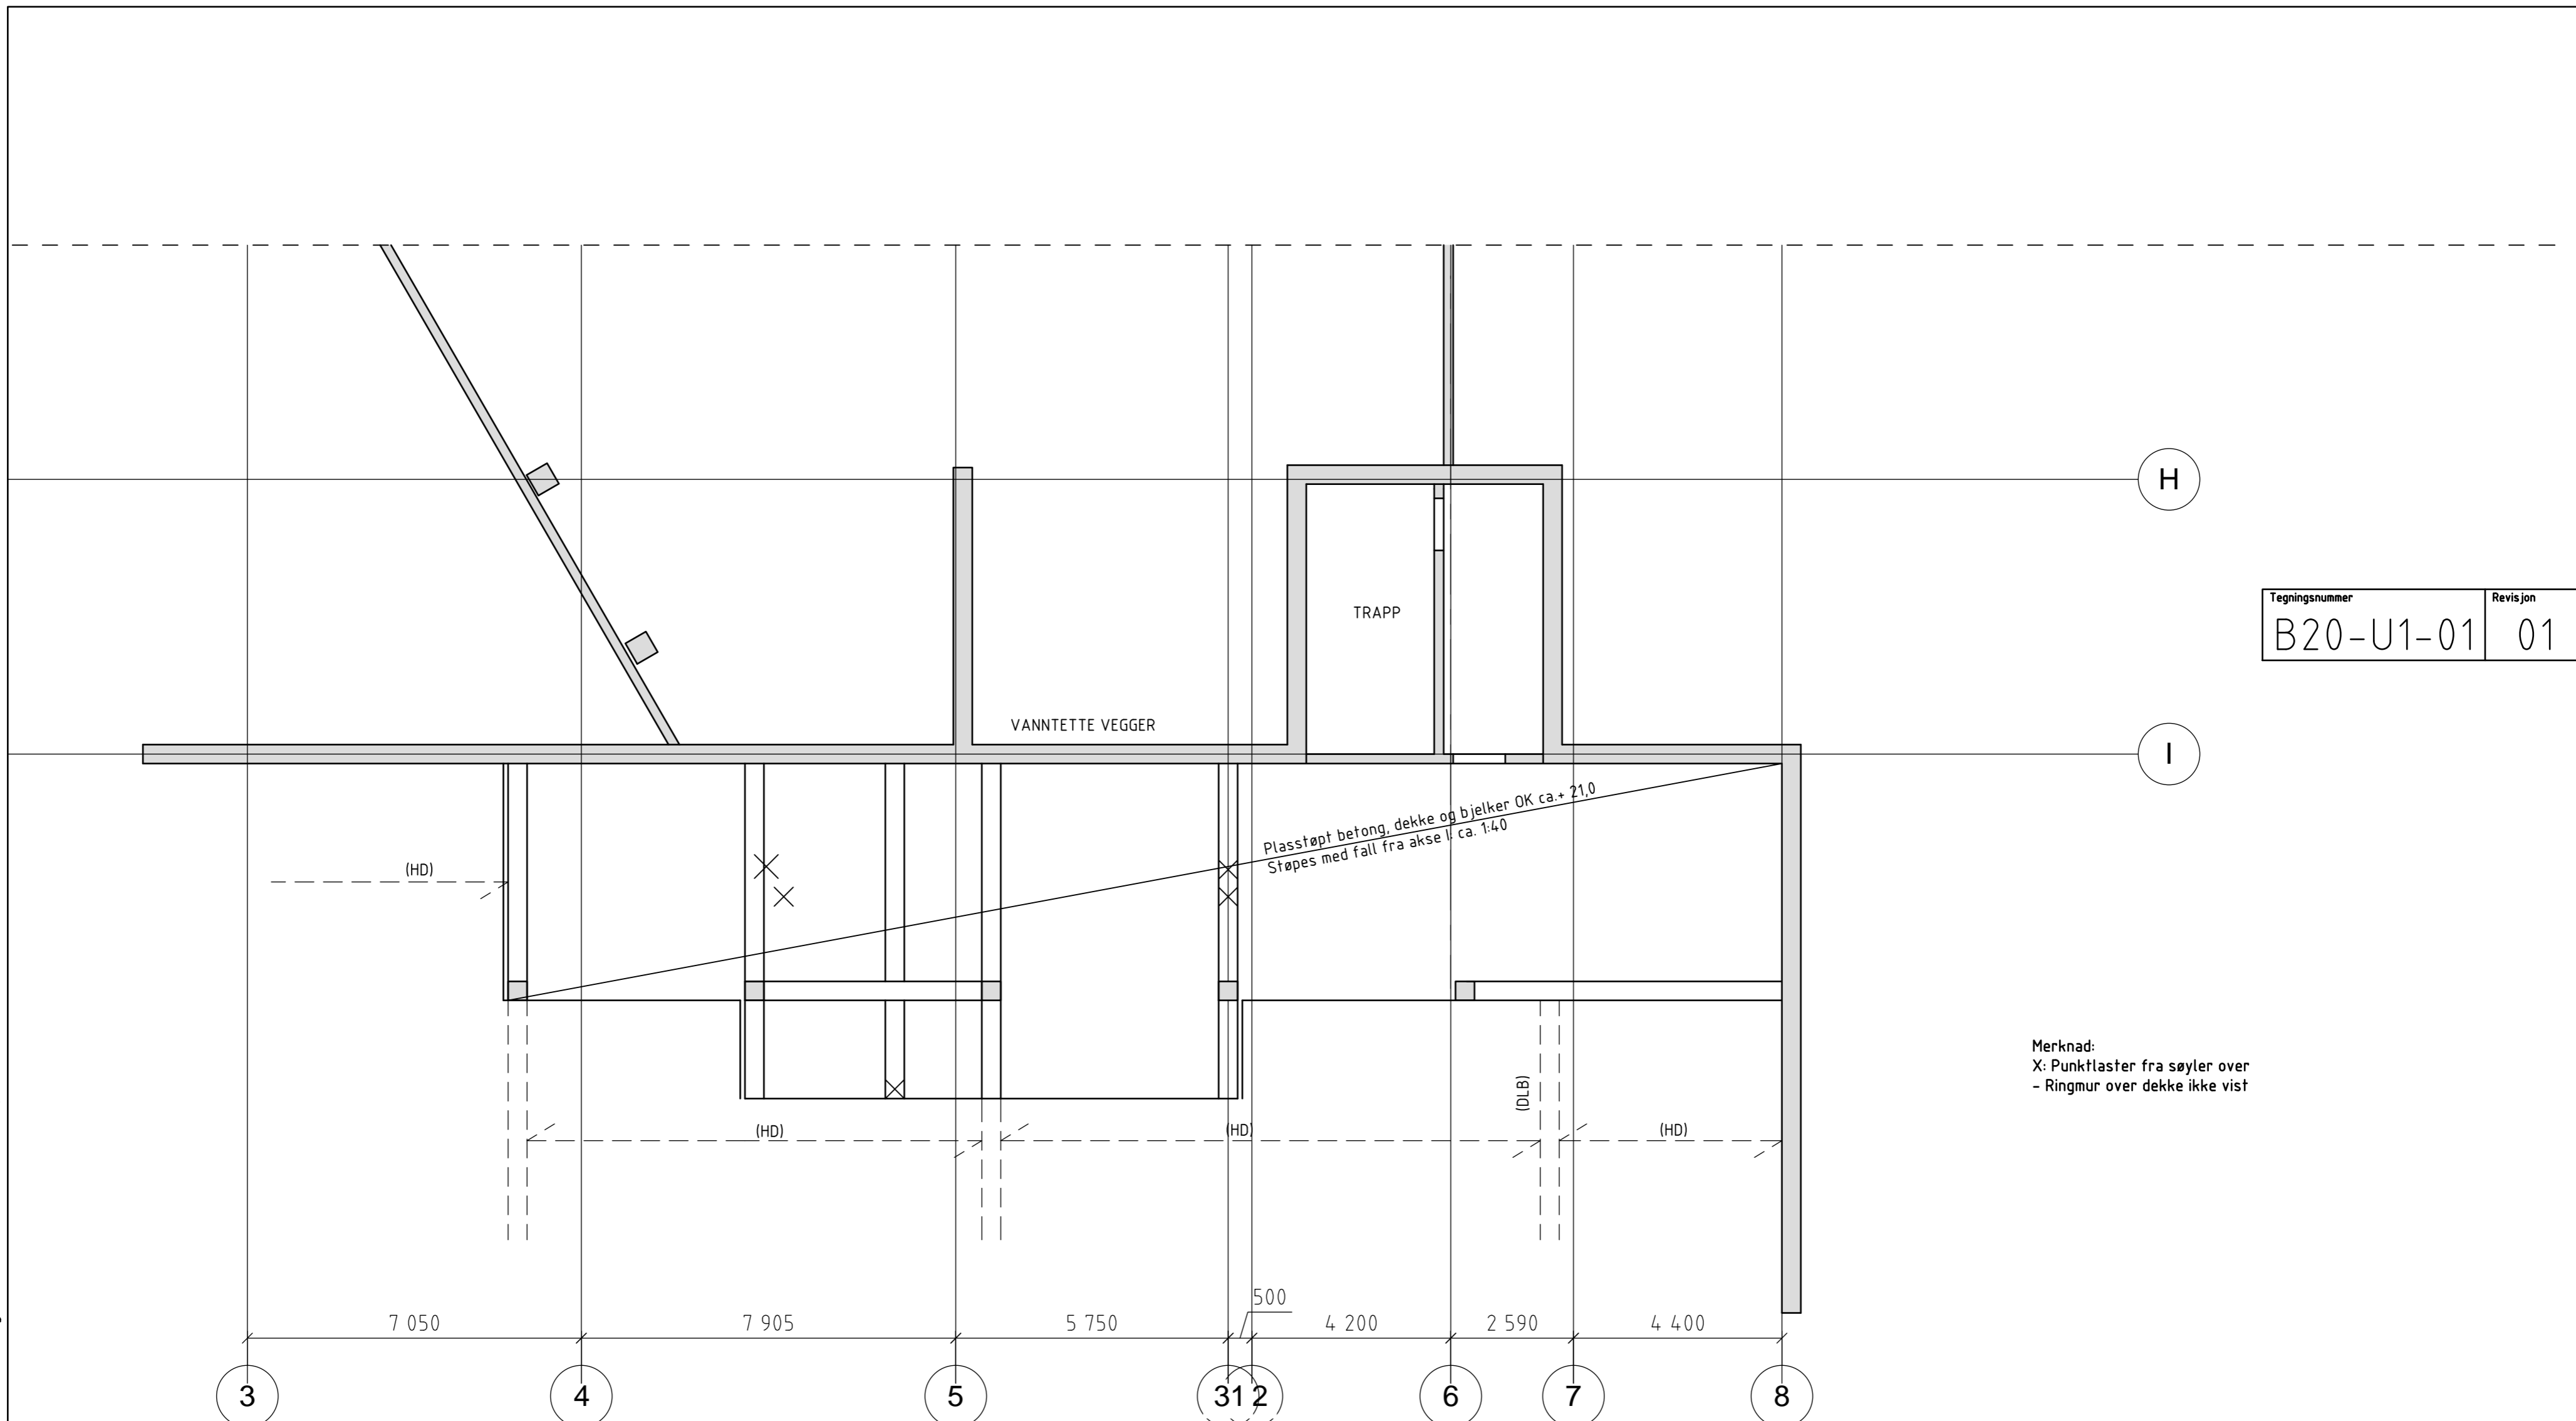 H
Tegningsnummer
Revisjon
B20-U1-01
01
TRAPP
VANNTETTE VEGGER
I
Plasstøpt betong, dekke og bjelker OK ca.+ 21,0
Støpes med fall fra akse I: ca. 1:40
(HD)
Merknad:
X: Punktlaster fra søyler over
- Ringmur over dekke ikke vist
(DLB)
(HD)
(HD)
(HD)
500
7 050
7 905
5 750
4 200
2 590
4 400
3
4
5
31
2
6
7
8